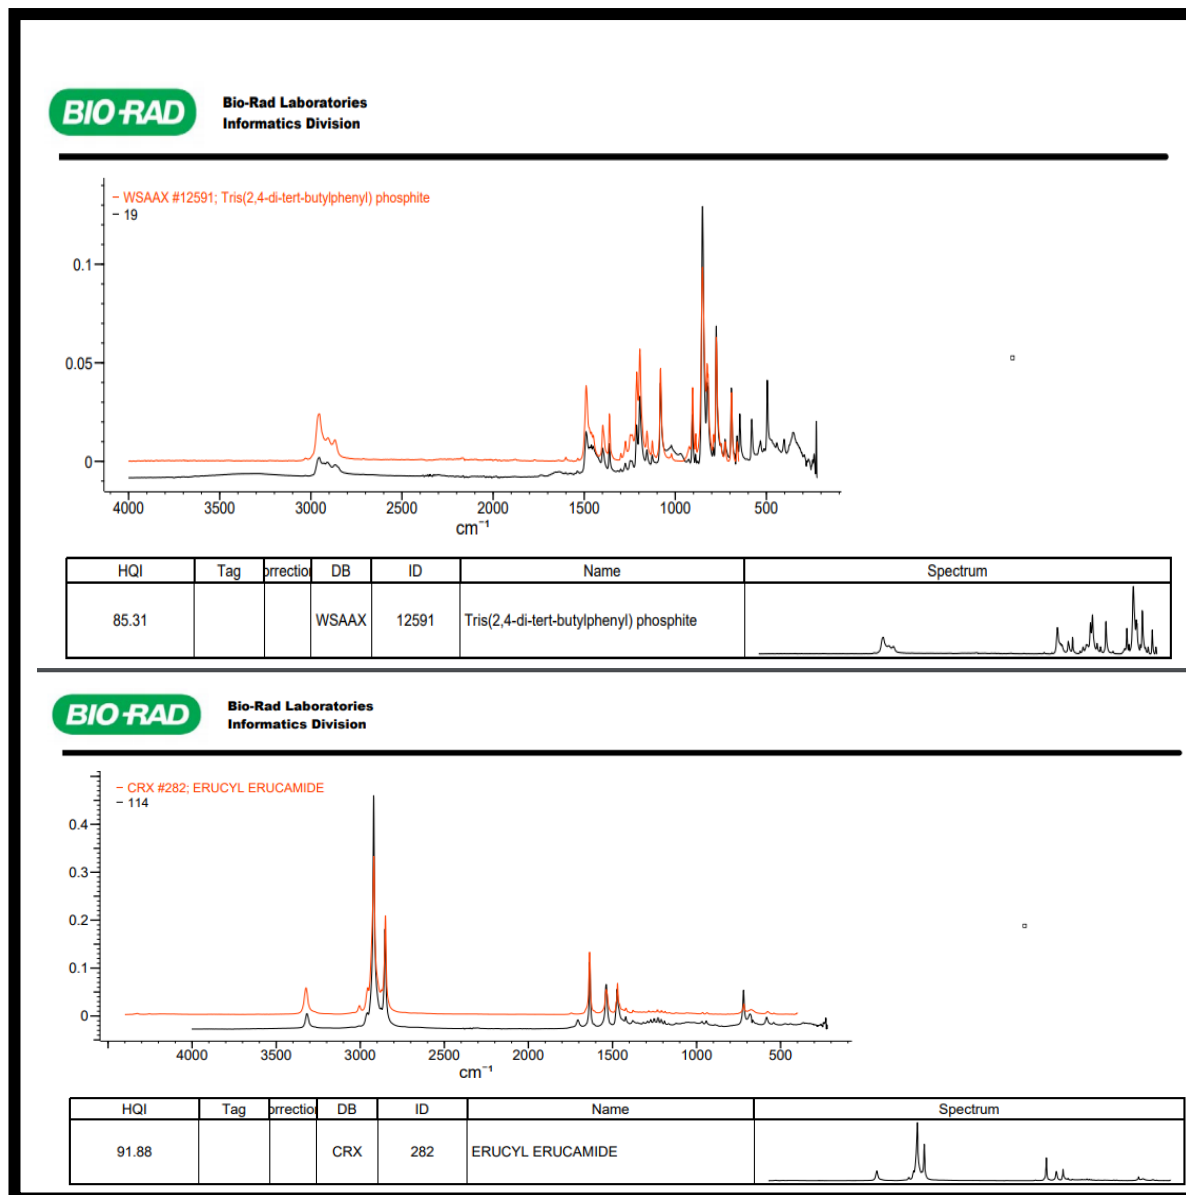 BIO-RAD
Bio-Rad Laboratories
Informatics Division
– WSAAX #12591; Tris(2,4-di-tert-butylphenyl) phosphite
– 19
0.1
0.05
0
4000 3500 3000 2500 2000 1500 1000 500
cm⁻¹
HQI Tag orrection DB ID Name Spectrum
85.31 WSAAX 12591 Tris(2,4-di-tert-butylphenyl) phosphite
BIO-RAD
Bio-Rad Laboratories
Informatics Division
– CRX #282; ERUCYL ERUCAMIDE
– 114
0.4
0.3
0.2
0.1
0
4000 3500 3000 2500 2000 1500 1000 500
cm⁻¹
HQI Tag orrection DB ID Name Spectrum
91.88 CRX 282 ERUCYL ERUCAMIDE